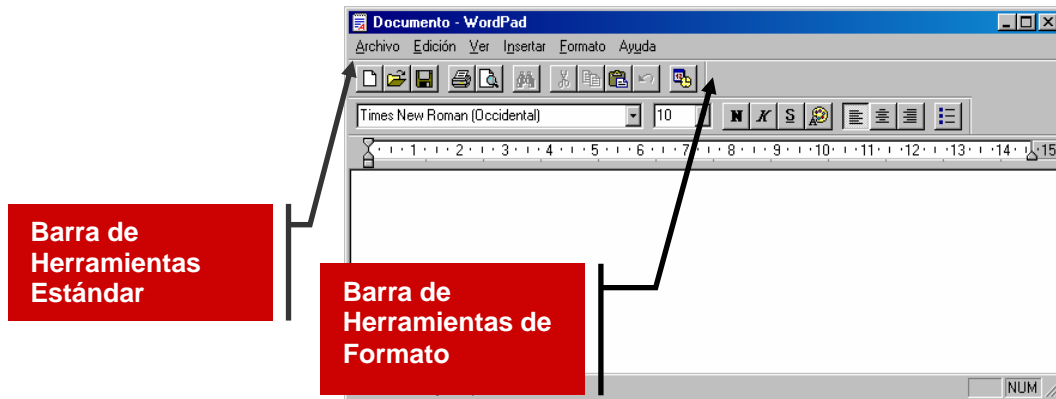 Documento - WordPad
Archivo Edición Ver Insertar Formato Ayuda
Times New Roman (Occidental) 10 N K S
1 2 3 4 5 6 7 8 9 10 11 12 13 14 15
Barra de
Herramientas
Estándar
Barra de
Herramientas de
Formato
NUM